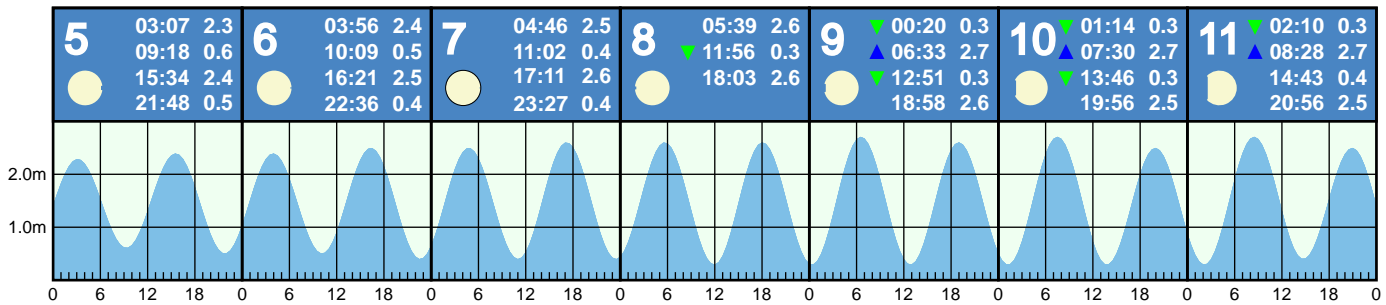 5
03:07 2.3
09:18 0.6
15:34 2.4
21:48 0.5
6
03:56 2.4
10:09 0.5
16:21 2.5
22:36 0.4
7
04:46 2.5
11:02 0.4
17:11 2.6
23:27 0.4
8
05:39 2.6
▼ 11:56 0.3
18:03 2.6
9
▼ 00:20 0.3
▲ 06:33 2.7
▼ 12:51 0.3
18:58 2.6
10
▼ 01:14 0.3
▲ 07:30 2.7
▼ 13:46 0.3
19:56 2.5
11
▼ 02:10 0.3
▲ 08:28 2.7
14:43 0.4
20:56 2.5
2.0m
1.0m
0 6 12 18 0 6 12 18 0 6 12 18 0 6 12 18 0 6 12 18 0 6 12 18 0 6 12 18 0